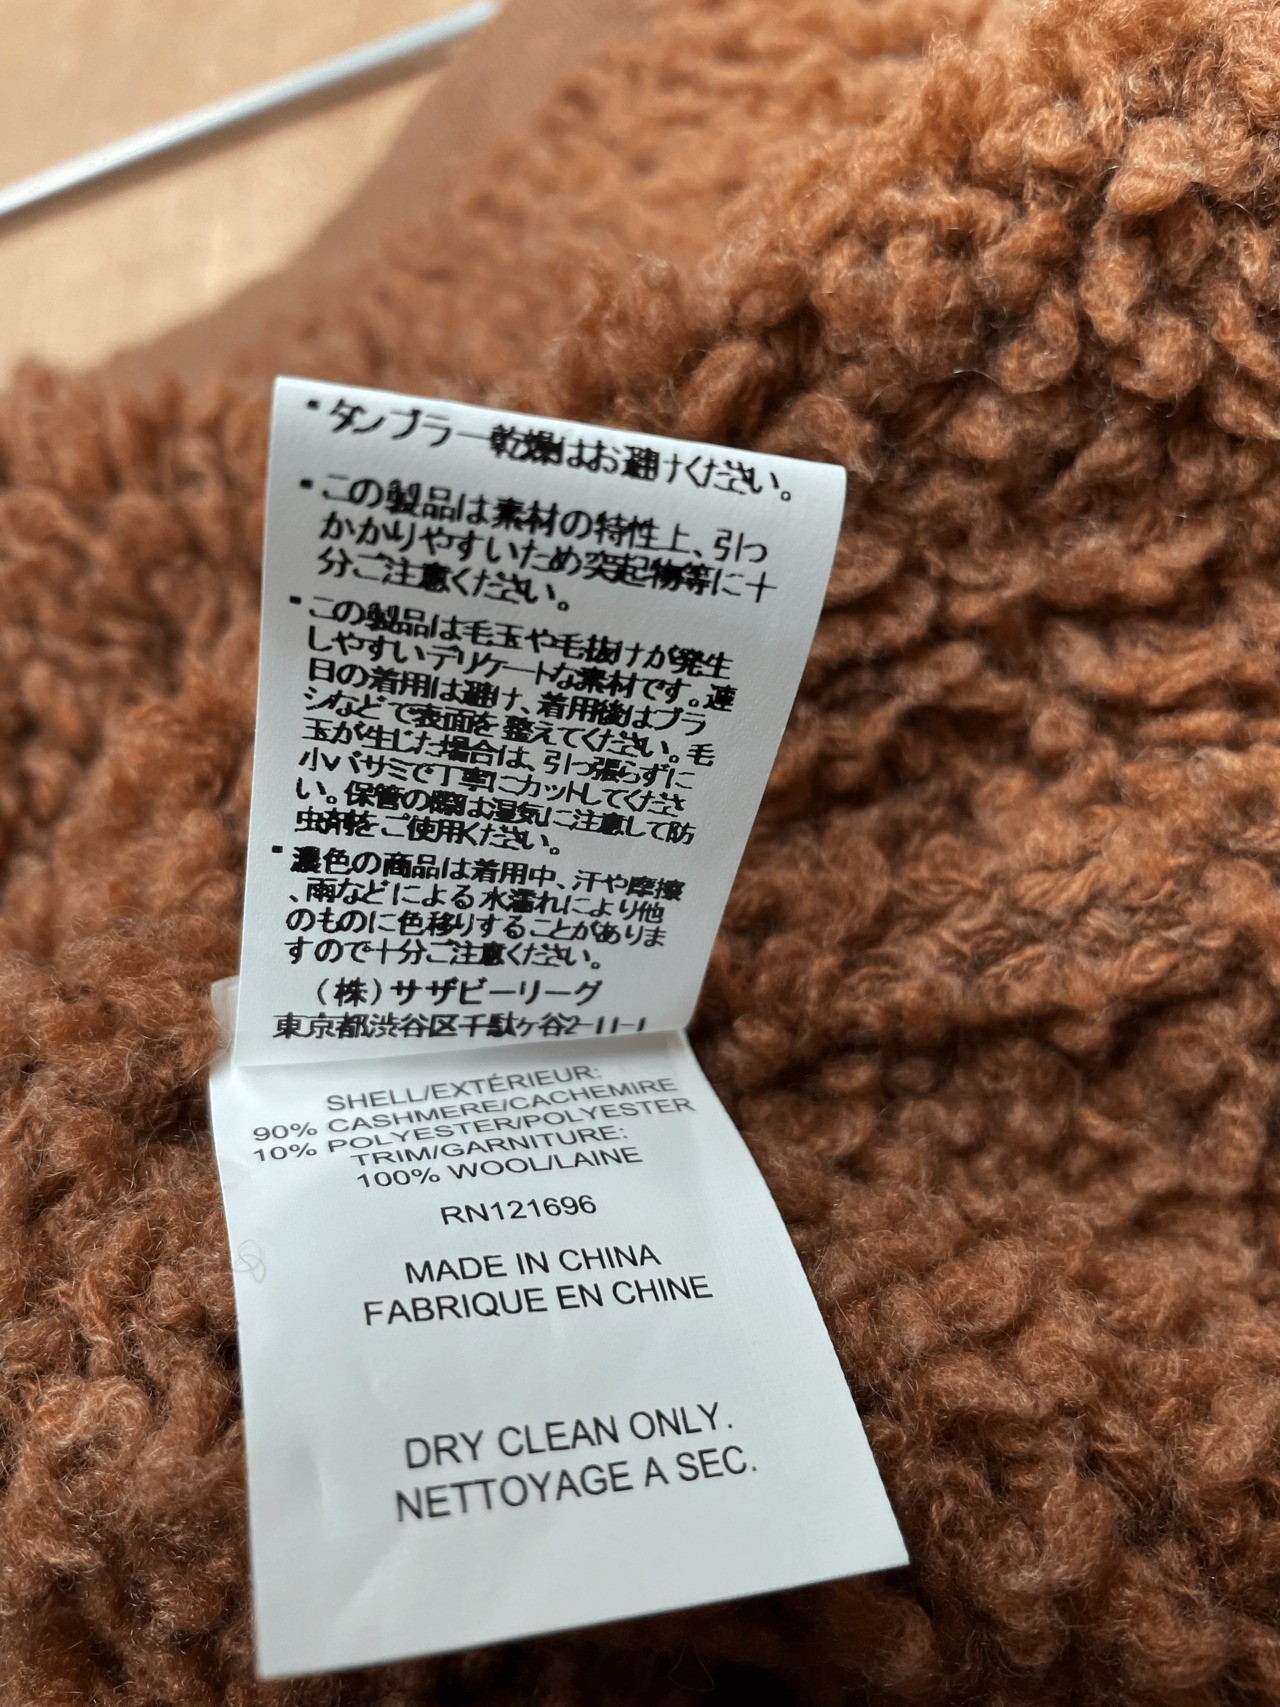 ・タンブラー乾燥はお避けください。
・この製品は素材の特性上、引っ
かかりやすいため突起物等に十
分ご注意ください。
・この製品は毛玉や毛抜けが発生
しやすいデリケートな素材です。連
日の着用は避け、着用後はブラ
シなどで表面を整えてください。毛
玉が生じた場合は、引っ張らずに
小バサミで丁寧にカットしてくださ
い。保管の際は湿気に注意して防
虫剤をご使用ください。
・濃色の商品は着用中、汗や摩擦
、雨などによる水濡れにより他
のものに色移りすることがありま
すので十分ご注意ください。
（株）サザビーリーグ
東京都渋谷区千駄ケ谷2-11-1
SHELL/EXTÉRIEUR:
90% CASHMERE/CACHEMIRE
10% POLYESTER/POLYESTER
TRIM/GARNITURE:
100% WOOL/LAINE
RN121696
MADE IN CHINA
FABRIQUE EN CHINE
DRY CLEAN ONLY.
NETTOYAGE A SEC.